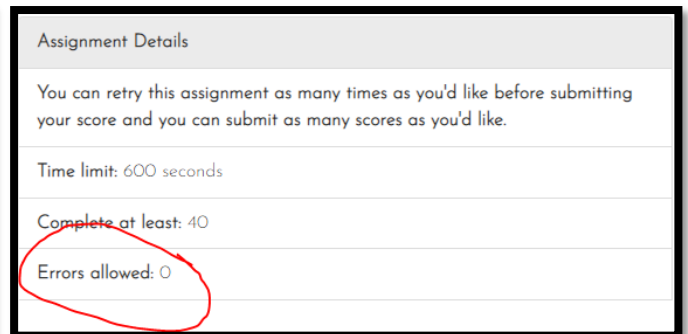 Assignment Details
You can retry this assignment as many times as you'd like before submitting
your score and you can submit as many scores as you'd like.
Time limit: 600 seconds
Complete at least: 40
Errors allowed: 0